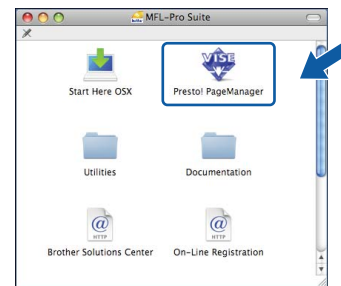 MFL-Pro Suite
VISE
Start Here OSX
Presto! PageManager
Utilities
Documentation
@
HTTP
@
HTTP
Brother Solutions Center
On-Line Registration